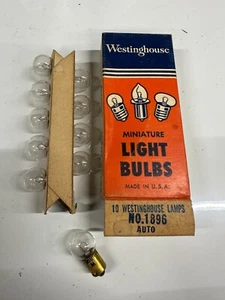 Westinghouse
MINIATURE
LIGHT
BULBS
MADE IN U.S.A.
10 WESTINGHOUSE LAMPS
NO.1896
AUTO